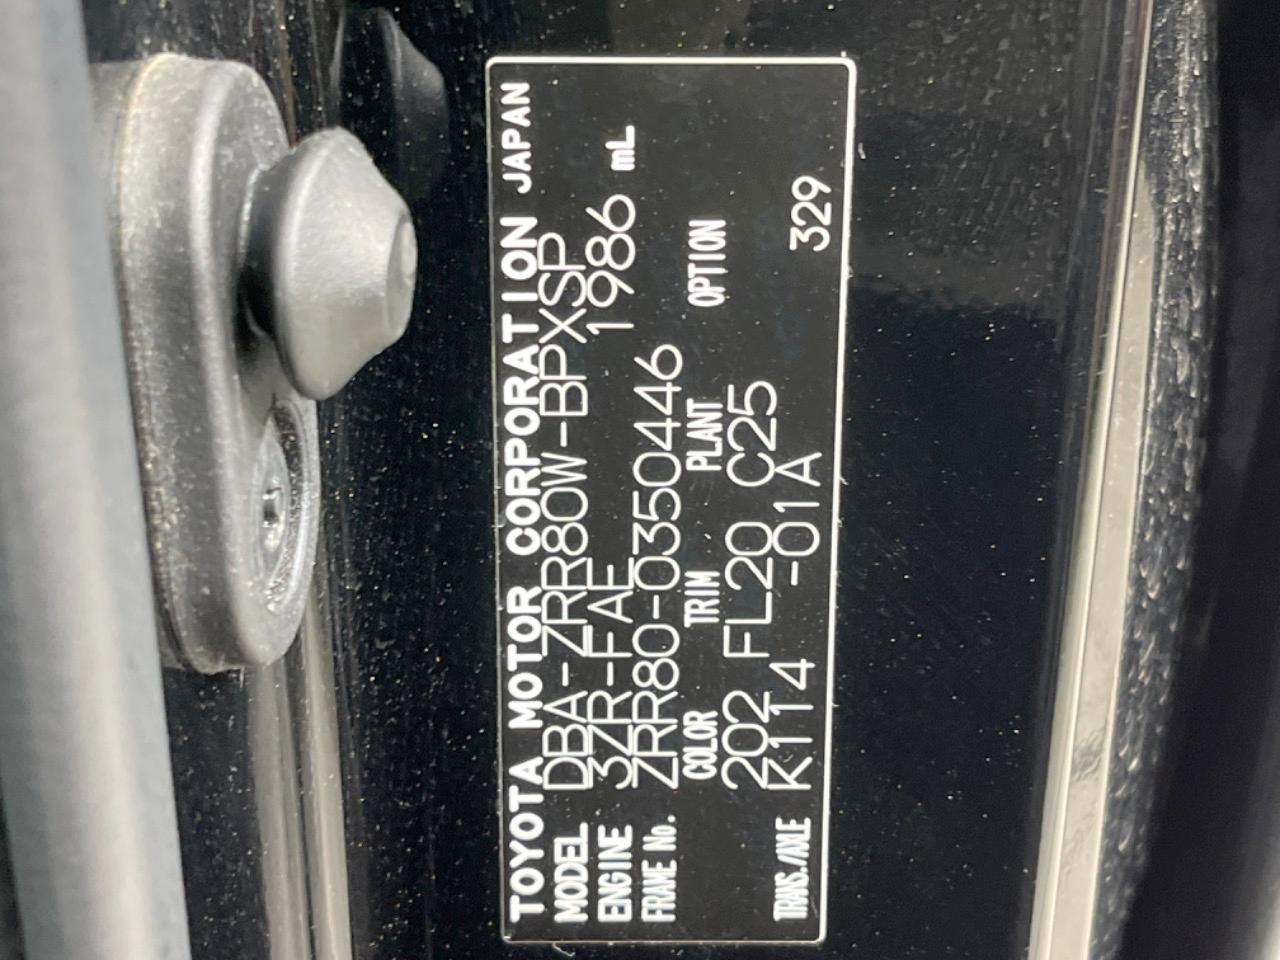 TOYOTA MOTOR CORPORATION JAPAN
MODEL DBA-ZRR80W-BPXSP
ENGINE 3ZR-FAE 1986 mL
FRAME No. ZRR80-0350446
COLOR TRIM PLANT OPTION
202 FL20 C25
TRANS./AXLE K114 -01A 329